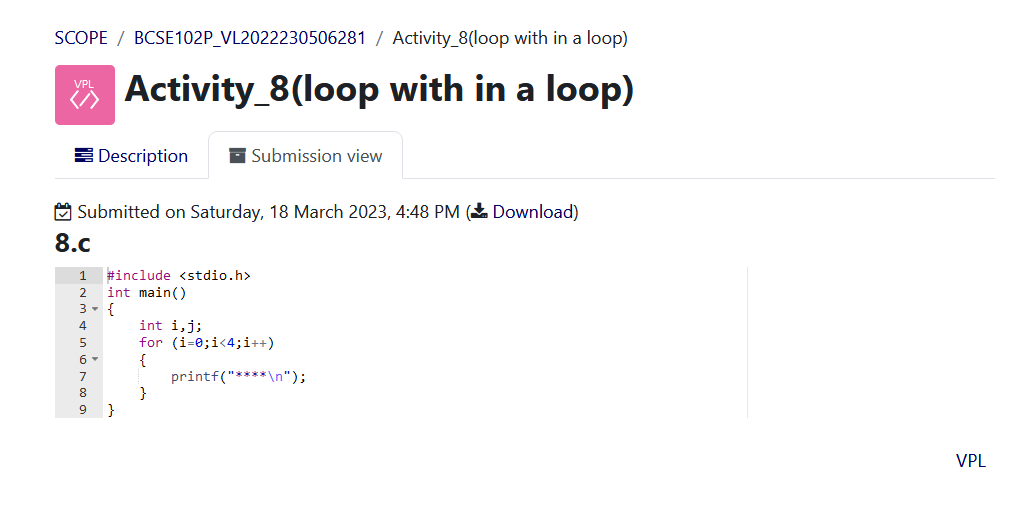 SCOPE / BCSE102P_VL2022230506281 / Activity_8(loop with in a loop)
VPL
Activity_8(loop with in a loop)
Description
Submission view
Submitted on Saturday, 18 March 2023, 4:48 PM (Download)
8.c
1 #include <stdio.h>
2 int main()
3 {
4     int i,j;
5     for (i=0;i<4;i++)
6     {
7         printf("****\n");
8     }
9 }
VPL